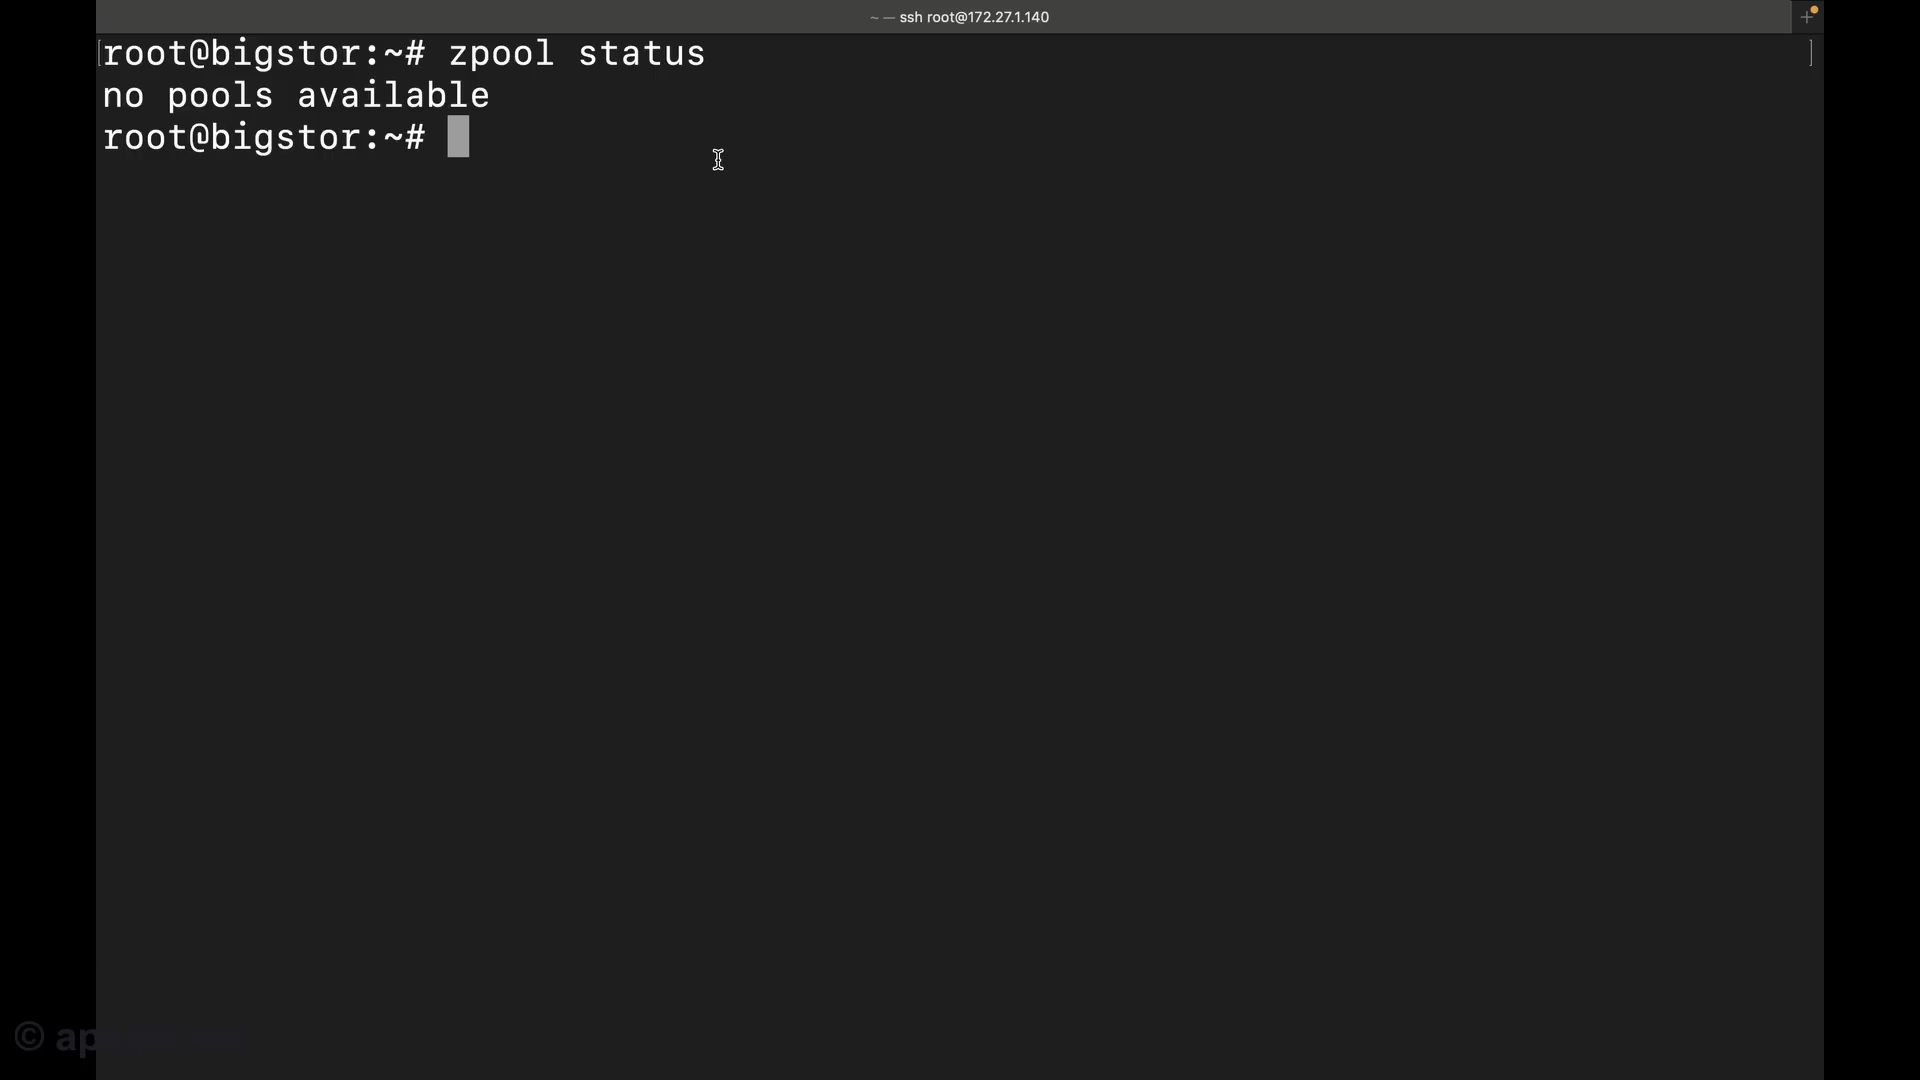 ~ — ssh root@172.27.1.140
root@bigstor:~# zpool status
no pools available
root@bigstor:~#
©